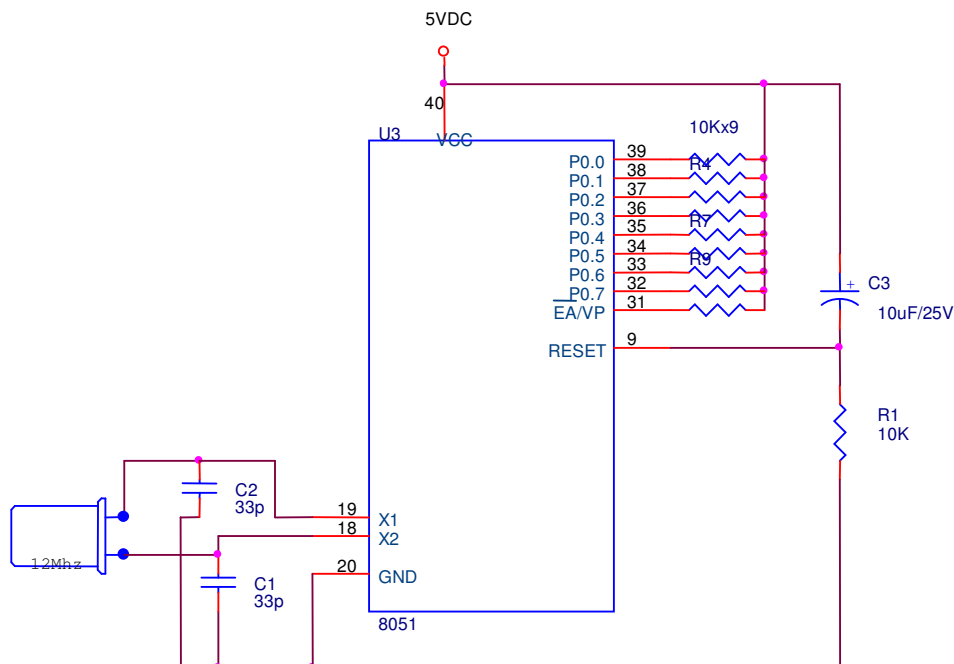 5VDC
40
U3
VCC
10Kx9
P0.0
39
R4
P0.1
38
P0.2
37
P0.3
36
R7
P0.4
35
P0.5
34
R9
P0.6
33
P0.7
32
EA/VP
31
+
C3
10uF/25V
RESET
9
R1
10K
C2
33p
19
X1
18
X2
12Mhz
20
GND
C1
33p
8051